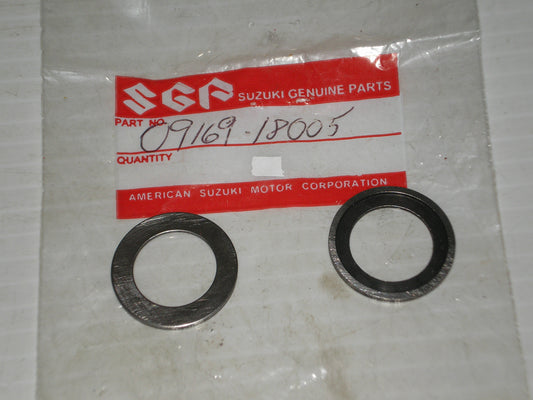 SGP SUZUKI GENUINE PARTS
PART NO. 09169-18005
QUANTITY
AMERICAN SUZUKI MOTOR CORPORATION